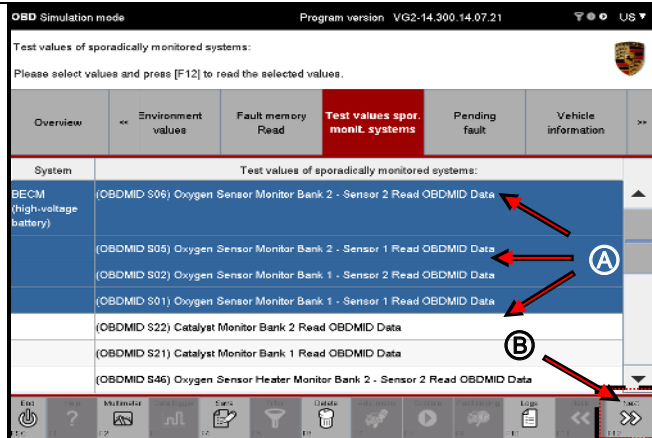 OBD Simulation mode Program version VG2-14.300.14.07.21 US
Test values of sporadically monitored systems:
Please select values and press [F12] to read the selected values.
Overview << Environment values Fault memory Read Test values spor. monit. systems Pending fault Vehicle information >>
System Test values of sporadically monitored systems:
BECM (high-voltage battery) (OBDMID $06) Oxygen Sensor Monitor Bank 2 - Sensor 2 Read OBDMID Data
(OBDMID $05) Oxygen Sensor Monitor Bank 2 - Sensor 1 Read OBDMID Data
A
(OBDMID $02) Oxygen Sensor Monitor Bank 1 - Sensor 2 Read OBDMID Data
(OBDMID $01) Oxygen Sensor Monitor Bank 1 - Sensor 1 Read OBDMID Data
(OBDMID $22) Catalyst Monitor Bank 2 Read OBDMID Data
B
(OBDMID $21) Catalyst Monitor Bank 1 Read OBDMID Data
(OBDMID $46) Oxygen Sensor Heater Monitor Bank 2 - Sensor 2 Read OBDMID Data
End Help Multimeter Save Filter Delete Logs Next
ESC F2 F4 F8 F12